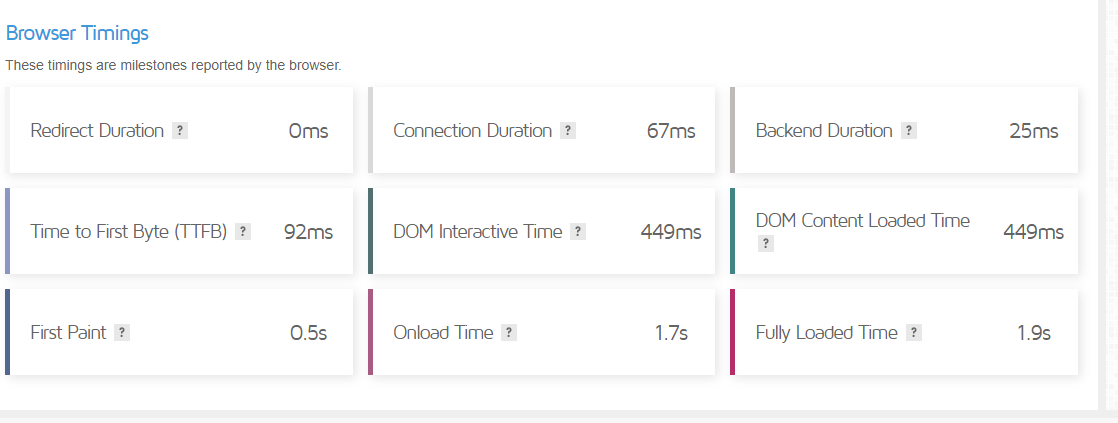 Browser Timings
These timings are milestones reported by the browser.
Redirect Duration ? 0ms
Connection Duration ? 67ms
Backend Duration ? 25ms
Time to First Byte (TTFB) ? 92ms
DOM Interactive Time ? 449ms
DOM Content Loaded Time ? 449ms
First Paint ? 0.5s
Onload Time ? 1.7s
Fully Loaded Time ? 1.9s